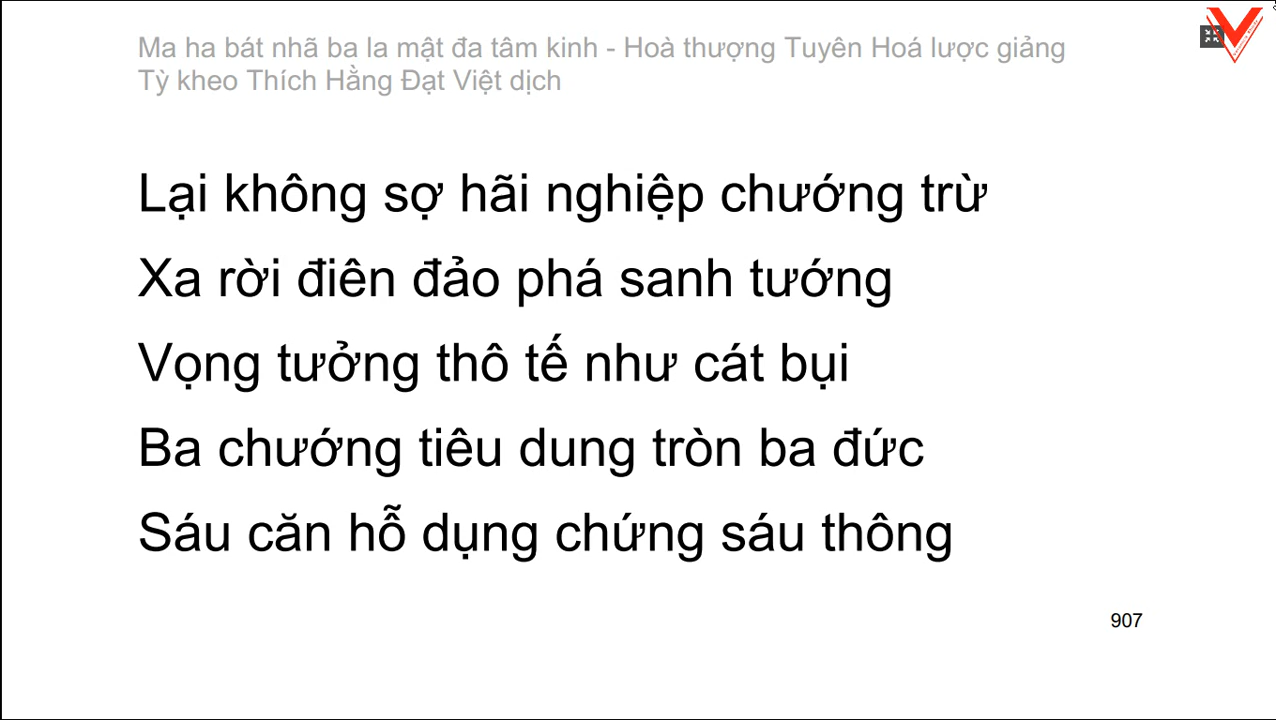 Ma ha bát nhã ba la mật đa tâm kinh - Hoà thượng Tuyên Hoá lược giảng
Tỳ kheo Thích Hằng Đạt Việt dịch
Lại không sợ hãi nghiệp chướng trừ
Xa rời điên đảo phá sanh tướng
Vọng tưởng thô tế như cát bụi
Ba chướng tiêu dung tròn ba đức
Sáu căn hỗ dụng chứng sáu thông
907